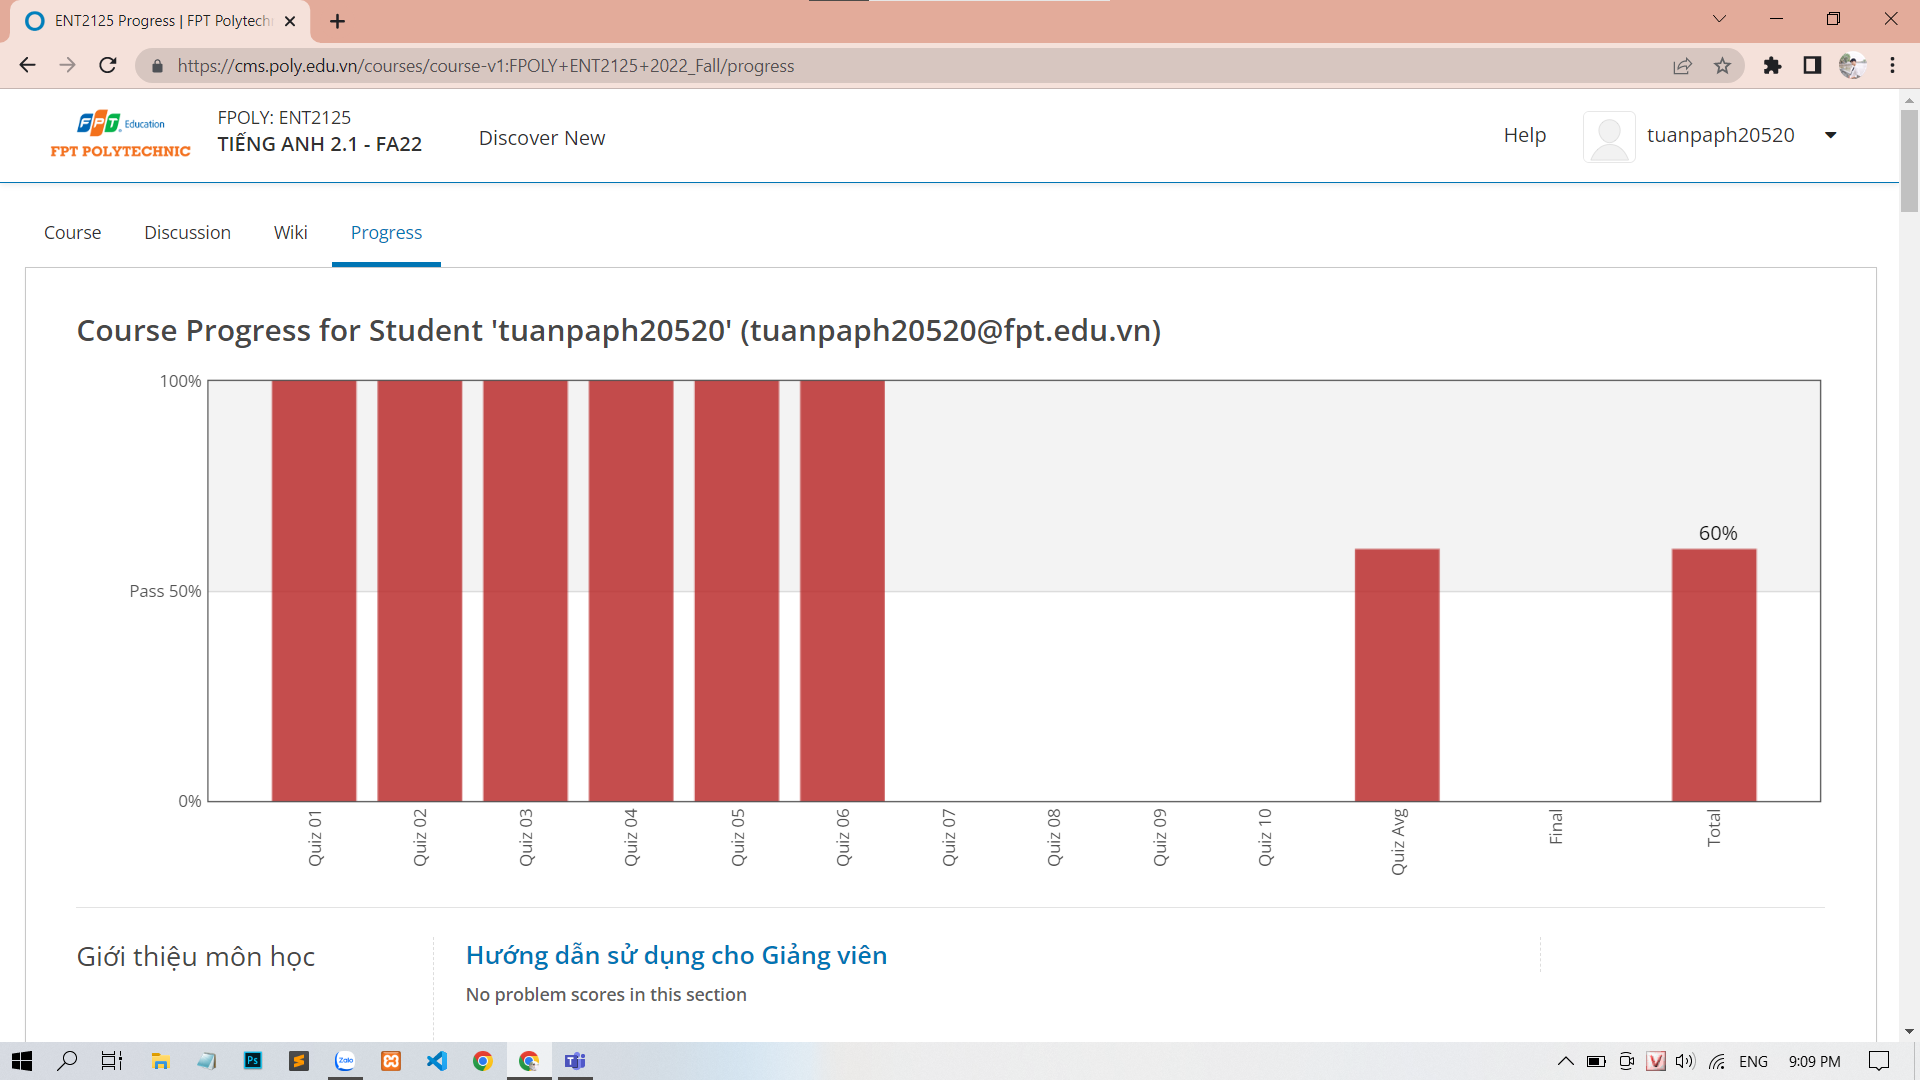 ENT2125 Progress | FPT Polytechn
https://cms.poly.edu.vn/courses/course-v1:FPOLY+ENT2125+2022_Fall/progress
FPT Education
FPT POLYTECHNIC
FPOLY: ENT2125
TIẾNG ANH 2.1 - FA22
Discover New
Help
tuanpaph20520
Course
Discussion
Wiki
Progress
Course Progress for Student 'tuanpaph20520' (tuanpaph20520@fpt.edu.vn)
100%
60%
Pass 50%
0%
Quiz 01
Quiz 02
Quiz 03
Quiz 04
Quiz 05
Quiz 06
Quiz 07
Quiz 08
Quiz 09
Quiz 10
Quiz Avg
Final
Total
Giới thiệu môn học
Hướng dẫn sử dụng cho Giảng viên
No problem scores in this section
Ps
Zalo
V
ENG
9:09 PM